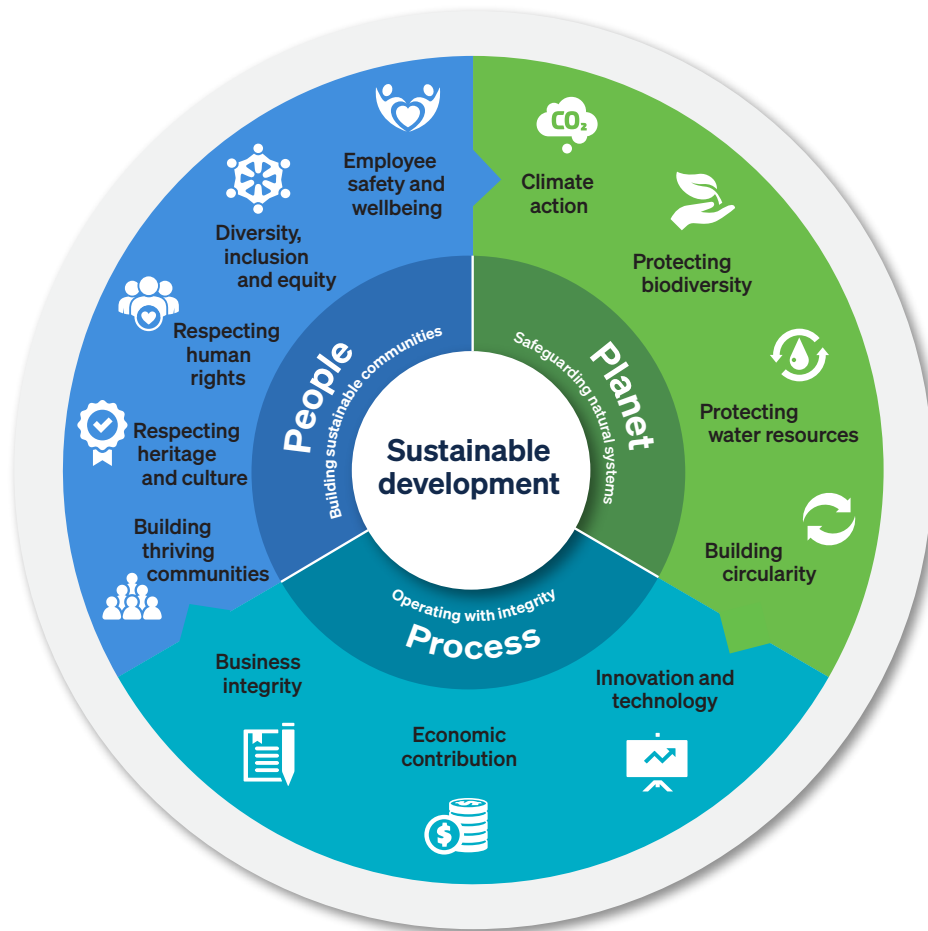 Sustainable
development
People
Building sustainable communities
Planet
Safeguarding natural systems
Operating with integrity
Process
Employee
safety and
wellbeing
Diversity,
inclusion
and equity
Respecting
human
rights
Respecting
heritage
and culture
Building
thriving
communities
CO₂
Climate
action
Protecting
biodiversity
Protecting
water resources
Building
circularity
Innovation and
technology
Economic
contribution
$
Business
integrity